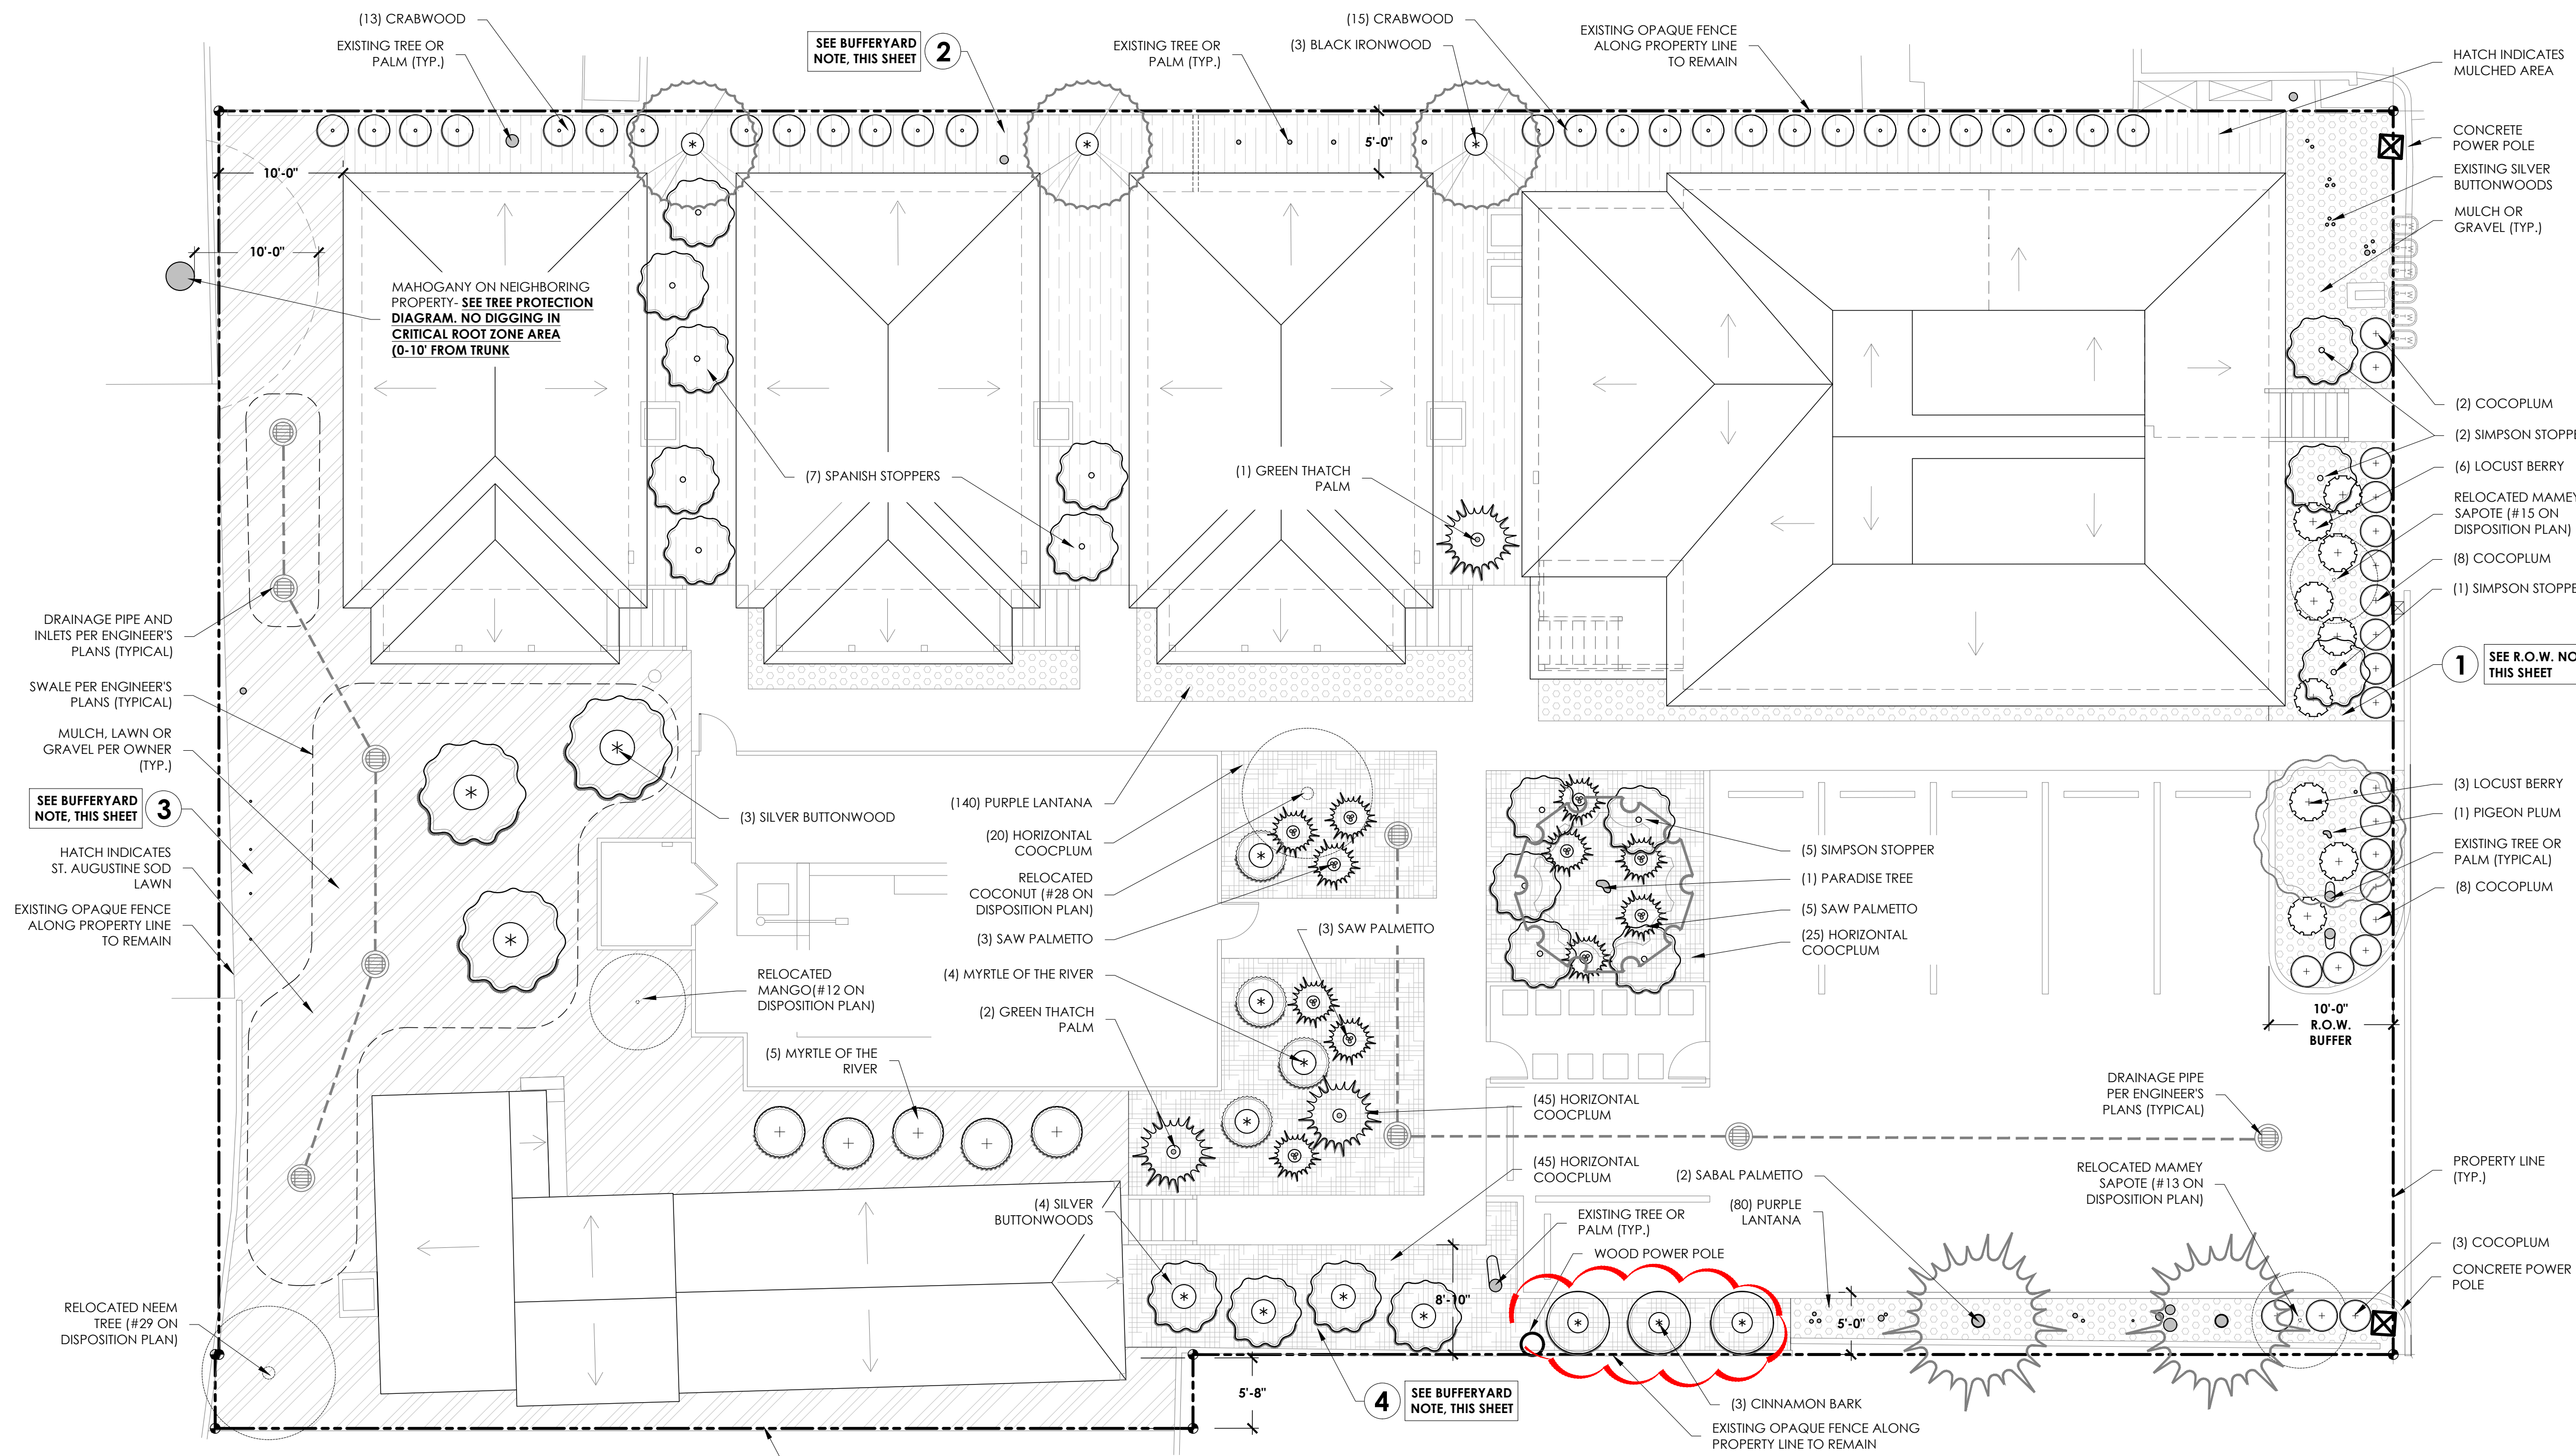 (13) CRABWOOD
EXISTING TREE OR
PALM (TYP.)
SEE BUFFERYARD
NOTE, THIS SHEET
2
EXISTING TREE OR
PALM (TYP.)
(15) CRABWOOD
(3) BLACK IRONWOOD
EXISTING OPAQUE FENCE
ALONG PROPERTY LINE
TO REMAIN
HATCH INDICATES
MULCHED AREA
CONCRETE
POWER POLE
EXISTING SILVER
BUTTONWOODS
MULCH OR
GRAVEL (TYP.)
5'-0"
10'-0"
10'-0"
MAHOGANY ON NEIGHBORING
PROPERTY- SEE TREE PROTECTION
DIAGRAM. NO DIGGING IN
CRITICAL ROOT ZONE AREA
(0-10' FROM TRUNK
(7) SPANISH STOPPERS
(1) GREEN THATCH
PALM
(2) COCOPLUM
(2) SIMPSON STOPPE
(6) LOCUST BERRY
RELOCATED MAMEY
SAPOTE (#15 ON
DISPOSITION PLAN)
(8) COCOPLUM
(1) SIMPSON STOPPE
1
SEE R.O.W. NO
THIS SHEET
DRAINAGE PIPE AND
INLETS PER ENGINEER'S
PLANS (TYPICAL)
SWALE PER ENGINEER'S
PLANS (TYPICAL)
MULCH, LAWN OR
GRAVEL PER OWNER
(TYP.)
SEE BUFFERYARD
NOTE, THIS SHEET
3
HATCH INDICATES
ST. AUGUSTINE SOD
LAWN
EXISTING OPAQUE FENCE
ALONG PROPERTY LINE
TO REMAIN
(3) SILVER BUTTONWOOD
(140) PURPLE LANTANA
(20) HORIZONTAL
COOCPLUM
RELOCATED
COCONUT (#28 ON
DISPOSITION PLAN)
(3) SAW PALMETTO
(4) MYRTLE OF THE RIVER
(2) GREEN THATCH
PALM
(3) SAW PALMETTO
RELOCATED
MANGO(#12 ON
DISPOSITION PLAN)
(5) MYRTLE OF THE
RIVER
(5) SIMPSON STOPPER
(1) PARADISE TREE
(5) SAW PALMETTO
(25) HORIZONTAL
COOCPLUM
(3) LOCUST BERRY
(1) PIGEON PLUM
EXISTING TREE OR
PALM (TYPICAL)
(8) COCOPLUM
10'-0"
R.O.W.
BUFFER
DRAINAGE PIPE
PER ENGINEER'S
PLANS (TYPICAL)
(45) HORIZONTAL
COOCPLUM
(45) HORIZONTAL
COOCPLUM
(2) SABAL PALMETTO
RELOCATED MAMEY
SAPOTE (#13 ON
DISPOSITION PLAN)
PROPERTY LINE
(TYP.)
(4) SILVER
BUTTONWOODS
EXISTING TREE OR
PALM (TYP.)
(80) PURPLE
LANTANA
WOOD POWER POLE
(3) COCOPLUM
CONCRETE POWER
POLE
8'-10"
5'-0"
RELOCATED NEEM
TREE (#29 ON
DISPOSITION PLAN)
5'-8"
4
SEE BUFFERYARD
NOTE, THIS SHEET
(3) CINNAMON BARK
EXISTING OPAQUE FENCE ALONG
PROPERTY LINE TO REMAIN